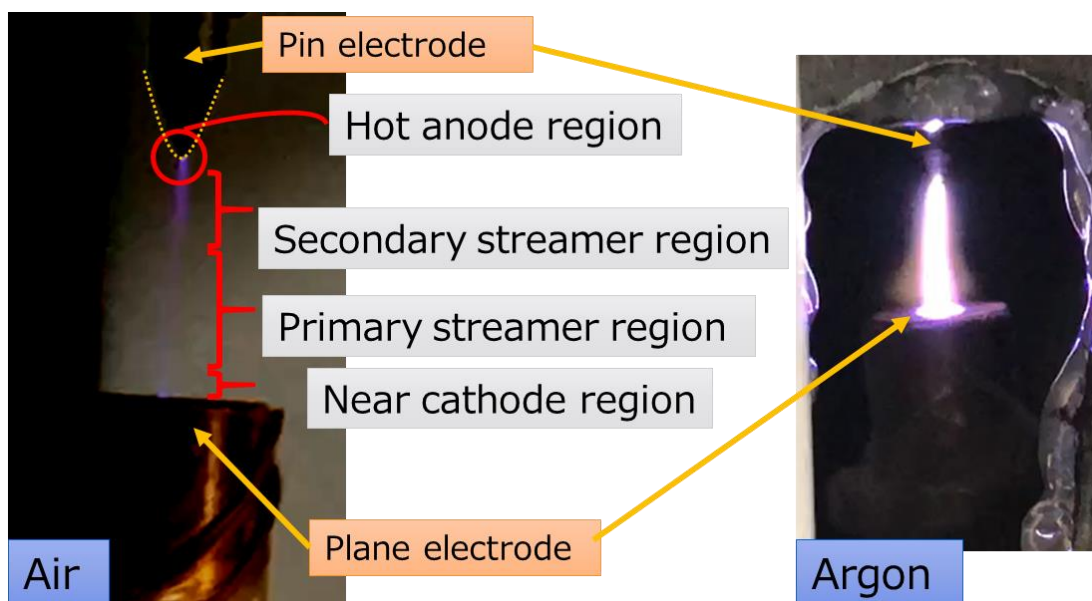 Pin electrode
Hot anode region
Secondary streamer region
Primary streamer region
Near cathode region
Plane electrode
Air
Argon